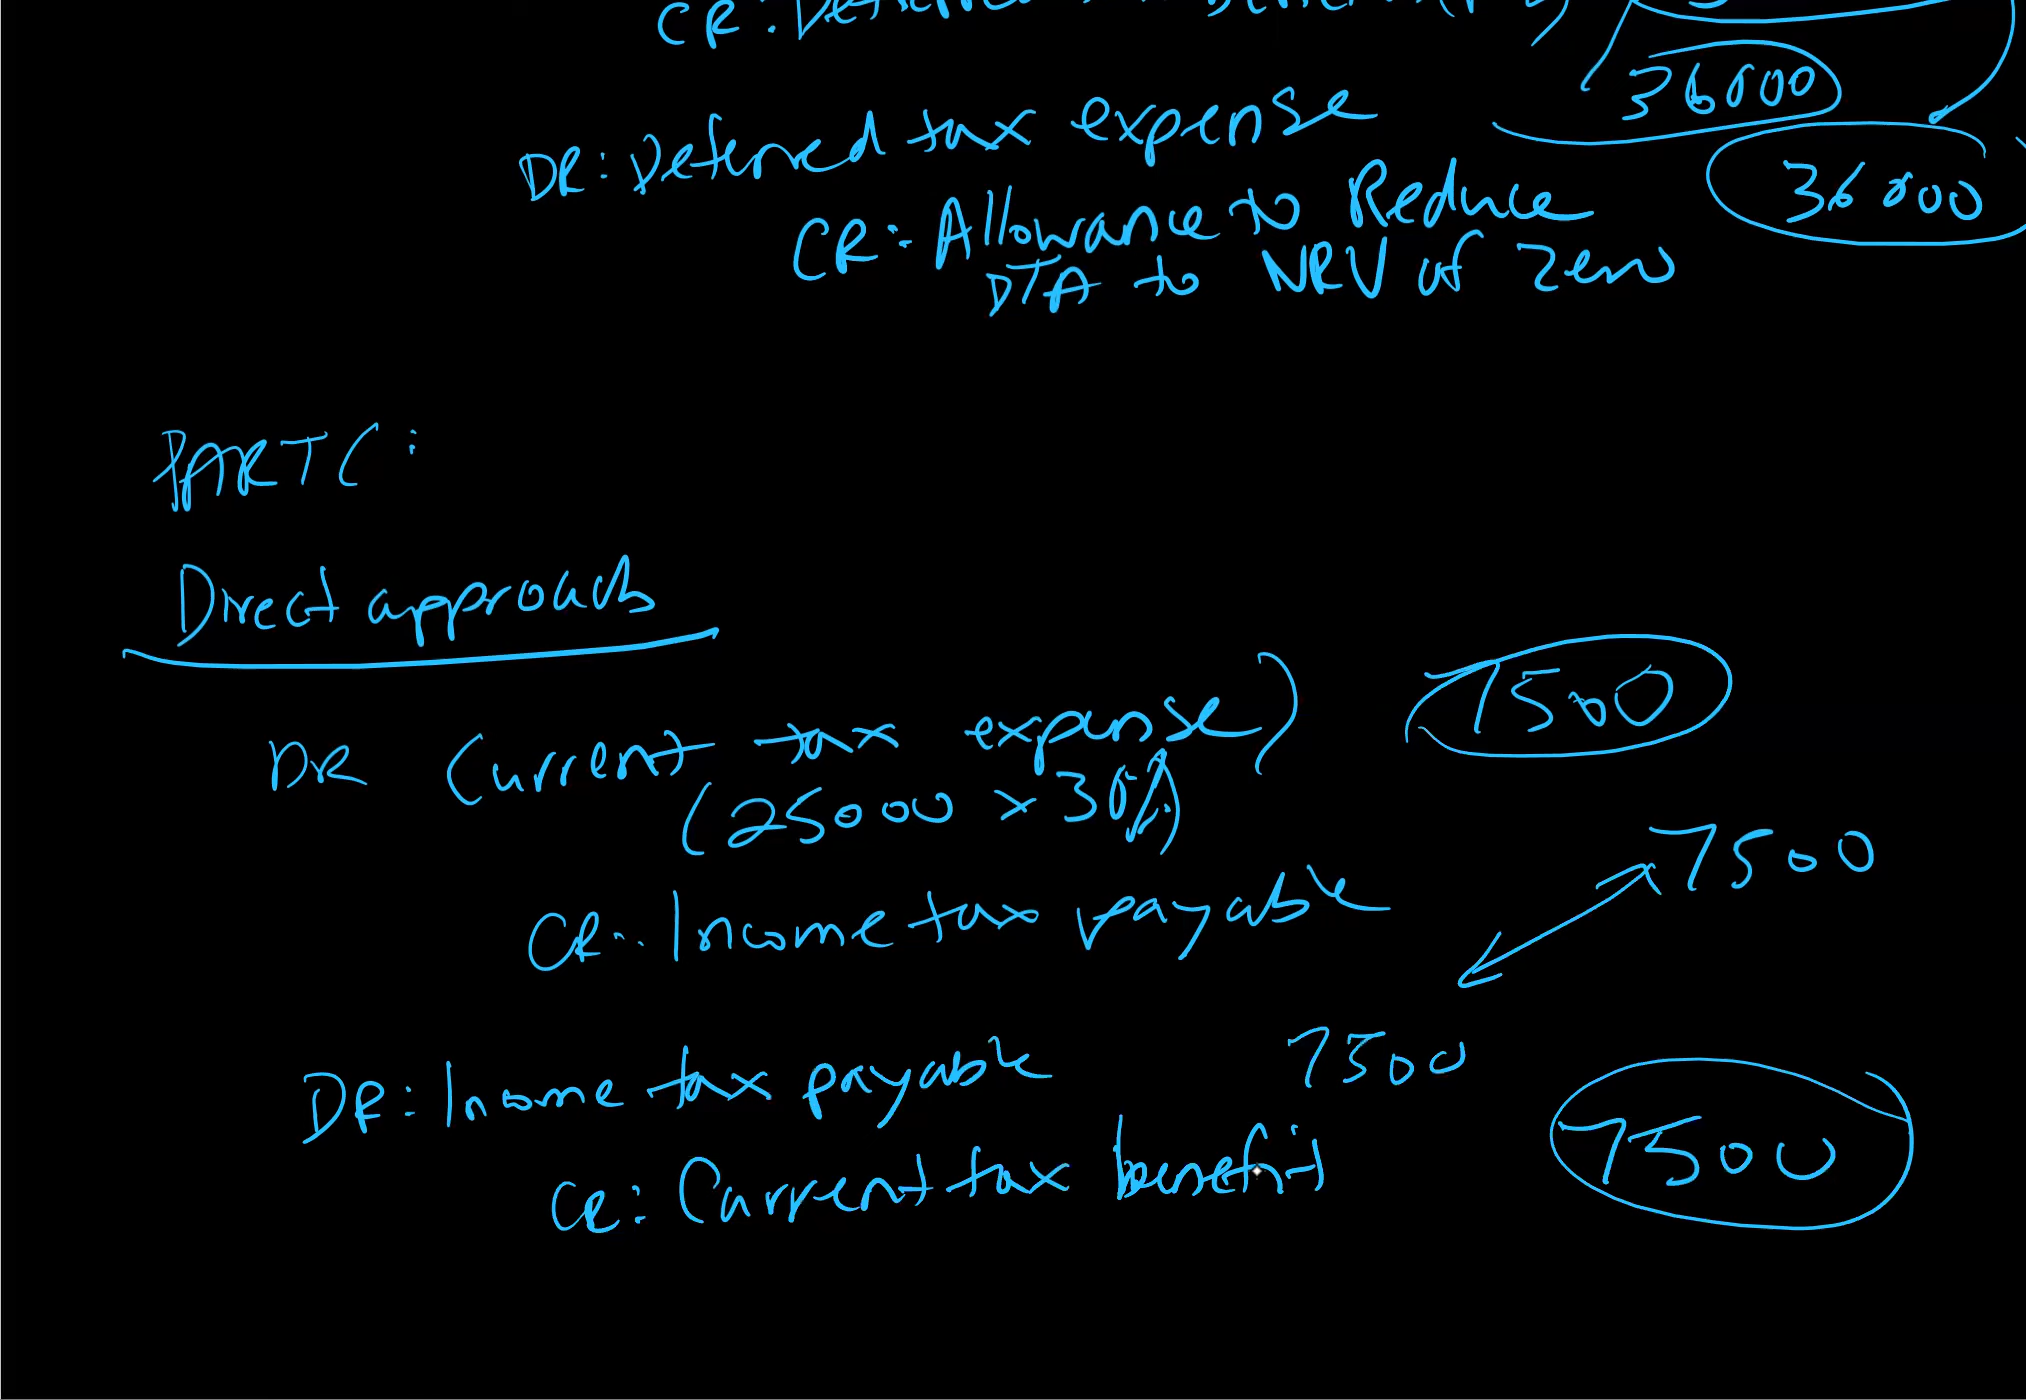 CR: Deferred
36000
DR: Deferred tax expense
36000
CR: Allowance to Reduce
DTA to NRV of zero
PART C:
Direct approach
DR Current tax expense) 7500
(25000 x 30%)
7500
CR: Income tax payable
DR: Income tax payable 7500
CR: Current tax benefit 7500